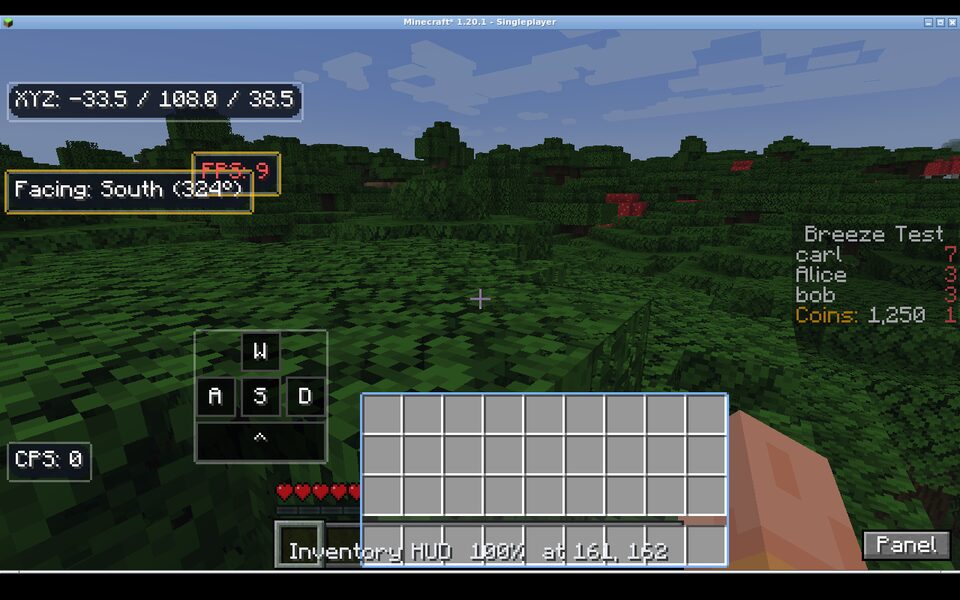 Minecraft* 1.20.1 - Singleplayer
XYZ: -33.5 / 108.0 / 38.5
FPS: 9
Facing: South (324°)
Breeze Test
carl 7
Alice 3
bob 3
Coins: 1,250 1
W
A S D
^
CPS: 0
Inventory HUD 100% at 161, 162
Panel